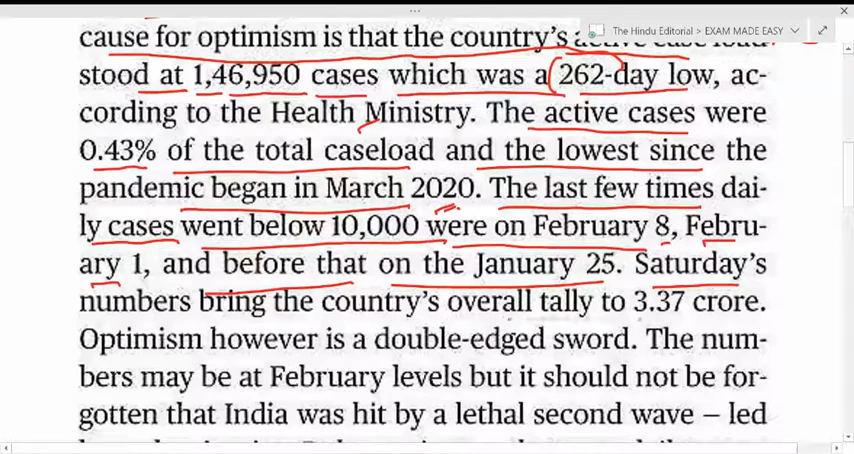 The Hindu Editorial > EXAM MADE EASY
cause for optimism is that the country's active case load
stood at 1,46,950 cases which was a 262-day low, ac-
cording to the Health Ministry. The active cases were
0.43% of the total caseload and the lowest since the
pandemic began in March 2020. The last few times dai-
ly cases went below 10,000 were on February 8, Febru-
ary 1, and before that on the January 25. Saturday's
numbers bring the country's overall tally to 3.37 crore.
Optimism however is a double-edged sword. The num-
bers may be at February levels but it should not be for-
gotten that India was hit by a lethal second wave – led